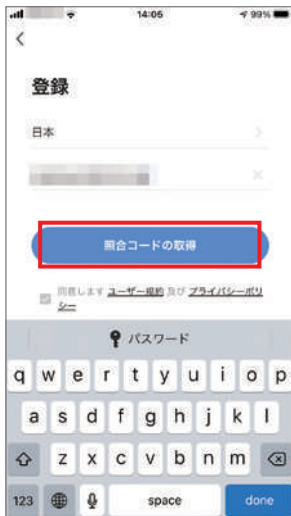 14:05
99%
登録
日本
照合コードの取得
同意します ユーザー規約 及び プライバシーポリ
シー
パスワード
q w e r t y u i o p
a s d f g h j k l
z x c v b n m
123 space done